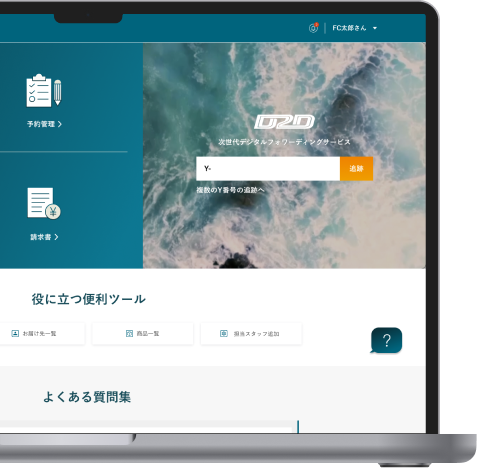 FC太郎さん
予約管理
D2D
次世代デジタルフォワーディングサービス
Y-
追跡
複数のY番号の追跡へ
請求書
役に立つ便利ツール
お届け先一覧
商品一覧
担当スタッフ追加
?
よくある質問集